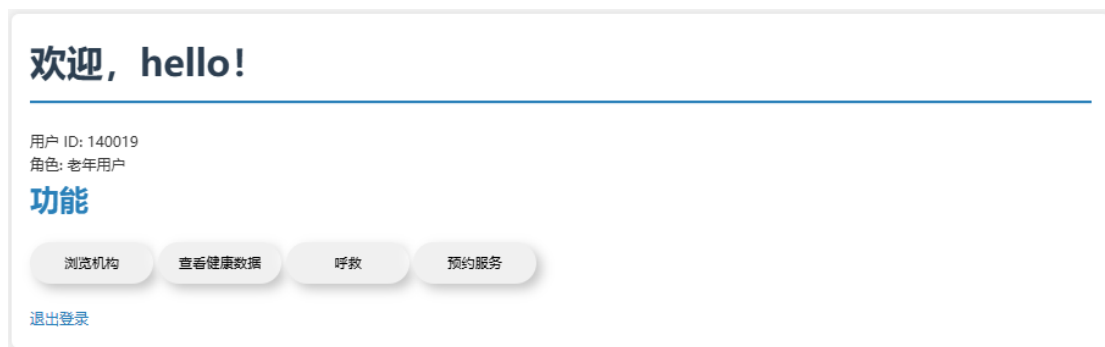 欢迎，hello！
用户 ID: 140019
角色: 老年用户
功能
浏览机构 查看健康数据 呼救 预约服务
退出登录